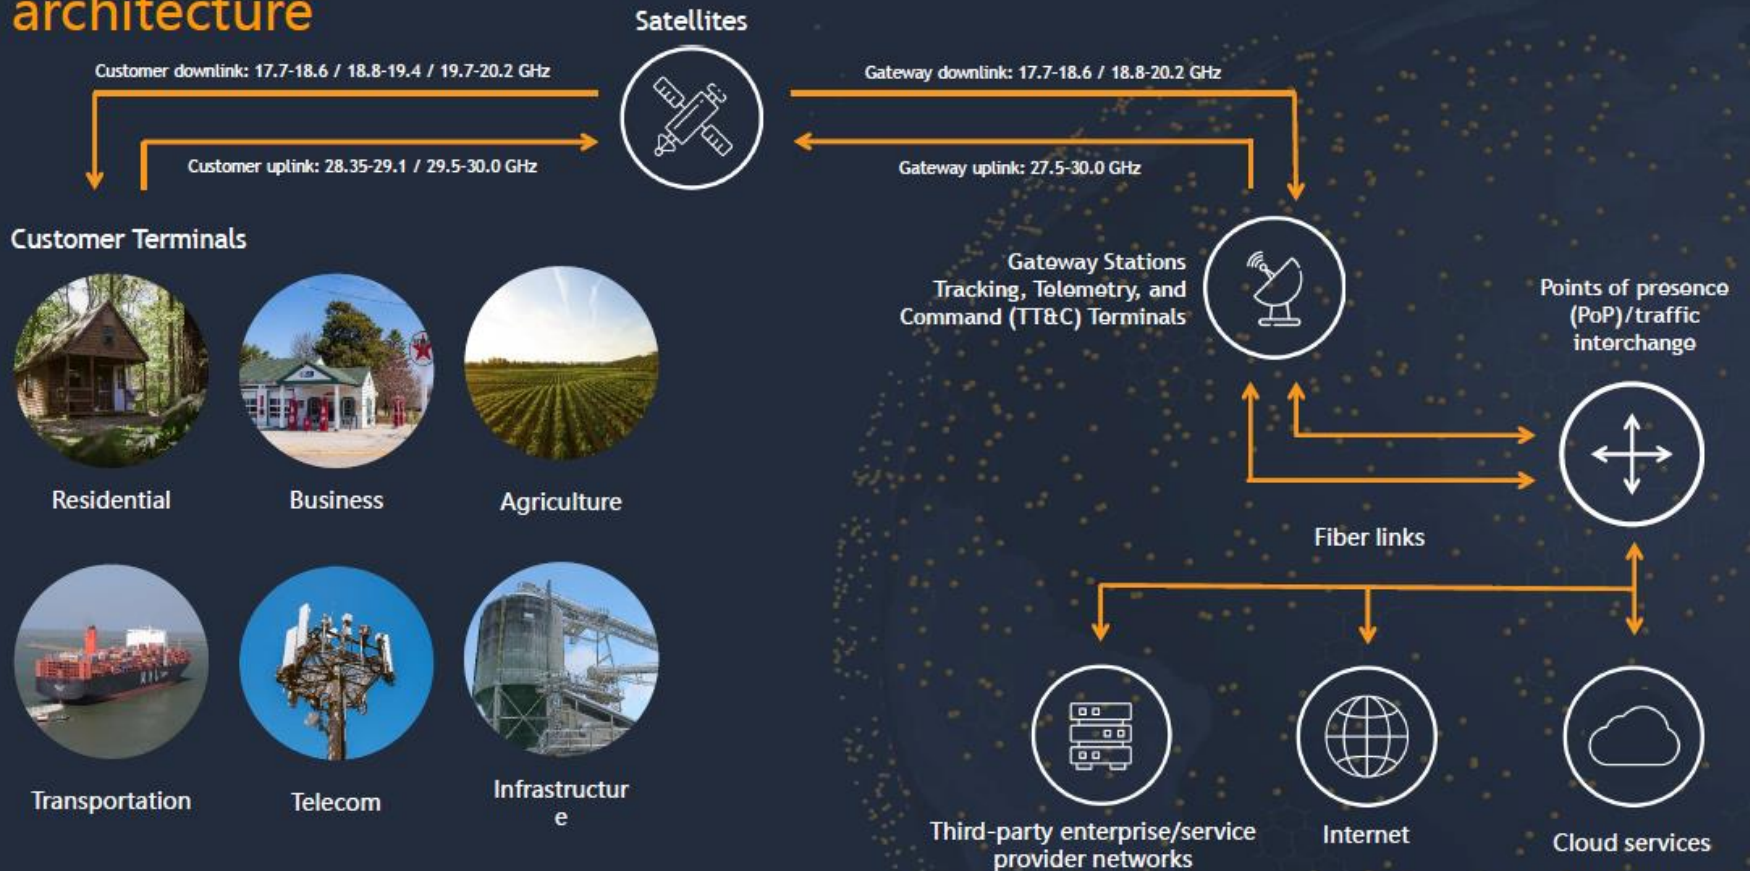 architecture
Satellites
Customer downlink: 17.7-18.6 / 18.8-19.4 / 19.7-20.2 GHz
Gateway downlink: 17.7-18.6 / 18.8-20.2 GHz
Customer uplink: 28.35-29.1 / 29.5-30.0 GHz
Gateway uplink: 27.5-30.0 GHz
Customer Terminals
Gateway Stations
Tracking, Telemetry, and
Command (TT&C) Terminals
Points of presence
(PoP)/traffic
interchange
Residential
Business
Agriculture
Fiber links
Transportation
Telecom
Infrastructur
e
Third-party enterprise/service
provider networks
Internet
Cloud services